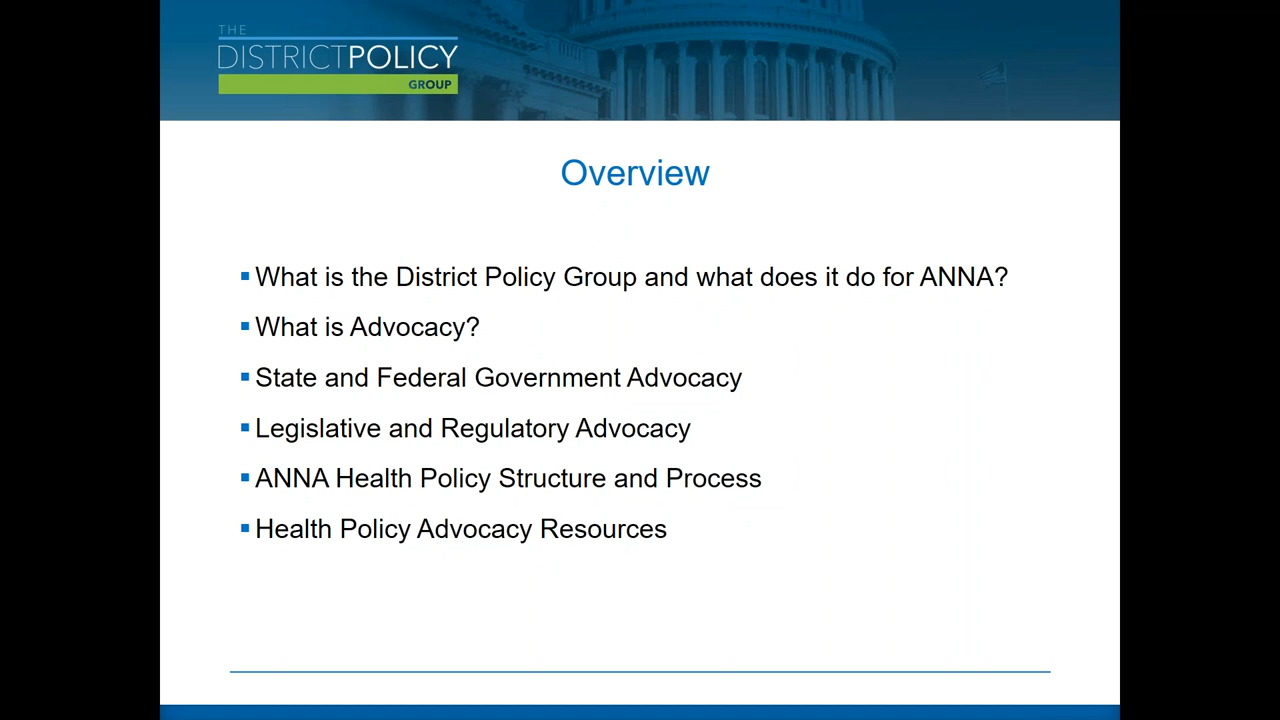 THE
DISTRICTPOLICY
GROUP
Overview
What is the District Policy Group and what does it do for ANNA?
What is Advocacy?
State and Federal Government Advocacy
Legislative and Regulatory Advocacy
ANNA Health Policy Structure and Process
Health Policy Advocacy Resources